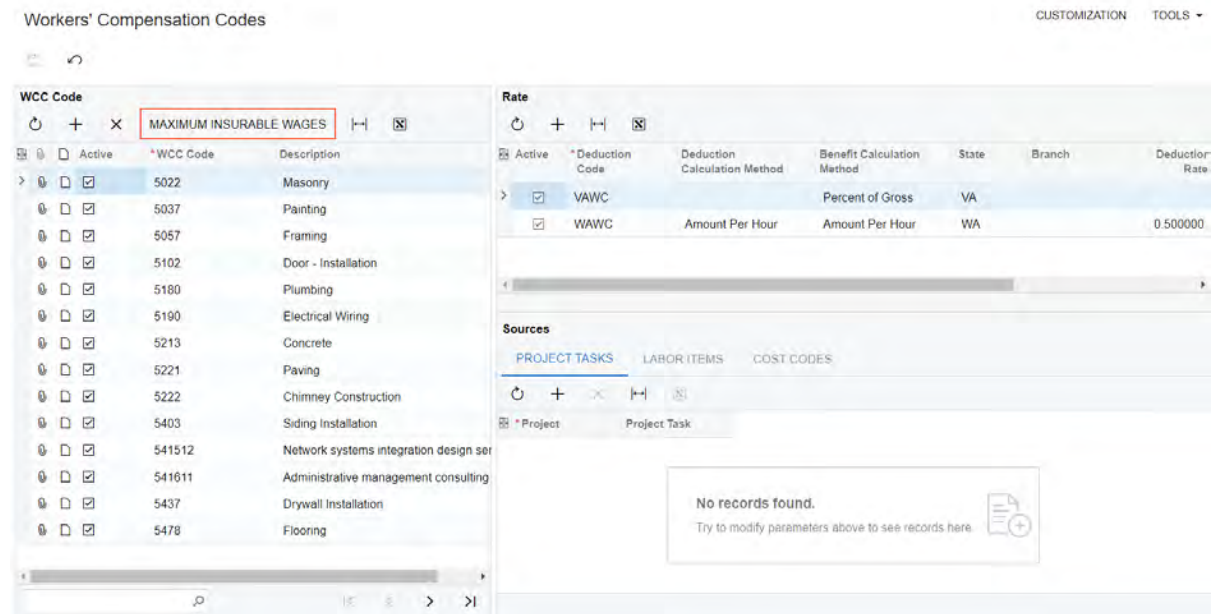 Workers' Compensation Codes
CUSTOMIZATION TOOLS
WCC Code
MAXIMUM INSURABLE WAGES
Active *WCC Code Description
5022 Masonry
5037 Painting
5057 Framing
5102 Door - Installation
5180 Plumbing
5190 Electrical Wiring
5213 Concrete
5221 Paving
5222 Chimney Construction
5403 Siding Installation
541512 Network systems integration design ser
541611 Administrative management consulting
5437 Drywall Installation
5478 Flooring
Rate
Active *Deduction Code Deduction Calculation Method Benefit Calculation Method State Branch Deduction Rate
VAWC Percent of Gross VA
WAWC Amount Per Hour Amount Per Hour WA 0.500000
Sources
PROJECT TASKS LABOR ITEMS COST CODES
*Project Project Task
No records found.
Try to modify parameters above to see records here.